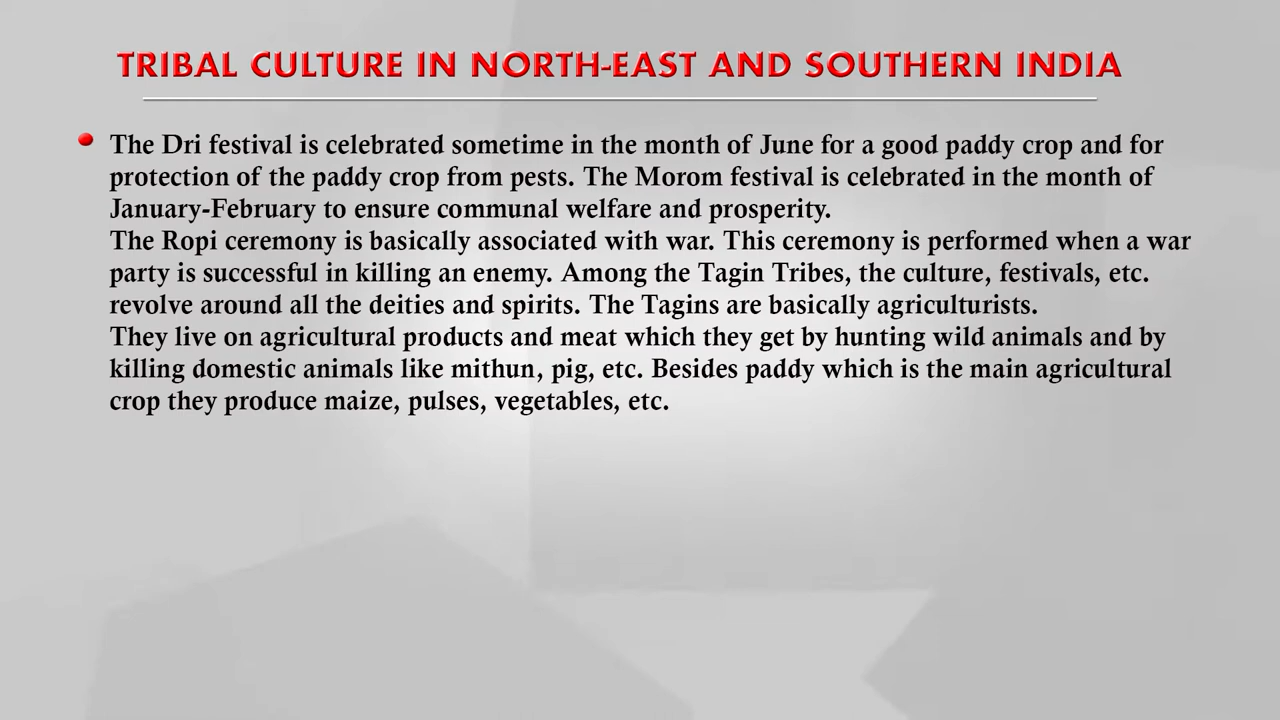 TRIBAL CULTURE IN NORTH-EAST AND SOUTHERN INDIA
The Dri festival is celebrated sometime in the month of June for a good paddy crop and for
protection of the paddy crop from pests. The Morom festival is celebrated in the month of
January-February to ensure communal welfare and prosperity.
The Ropi ceremony is basically associated with war. This ceremony is performed when a war
party is successful in killing an enemy. Among the Tagin Tribes, the culture, festivals, etc.
revolve around all the deities and spirits. The Tagins are basically agriculturists.
They live on agricultural products and meat which they get by hunting wild animals and by
killing domestic animals like mithun, pig, etc. Besides paddy which is the main agricultural
crop they produce maize, pulses, vegetables, etc.